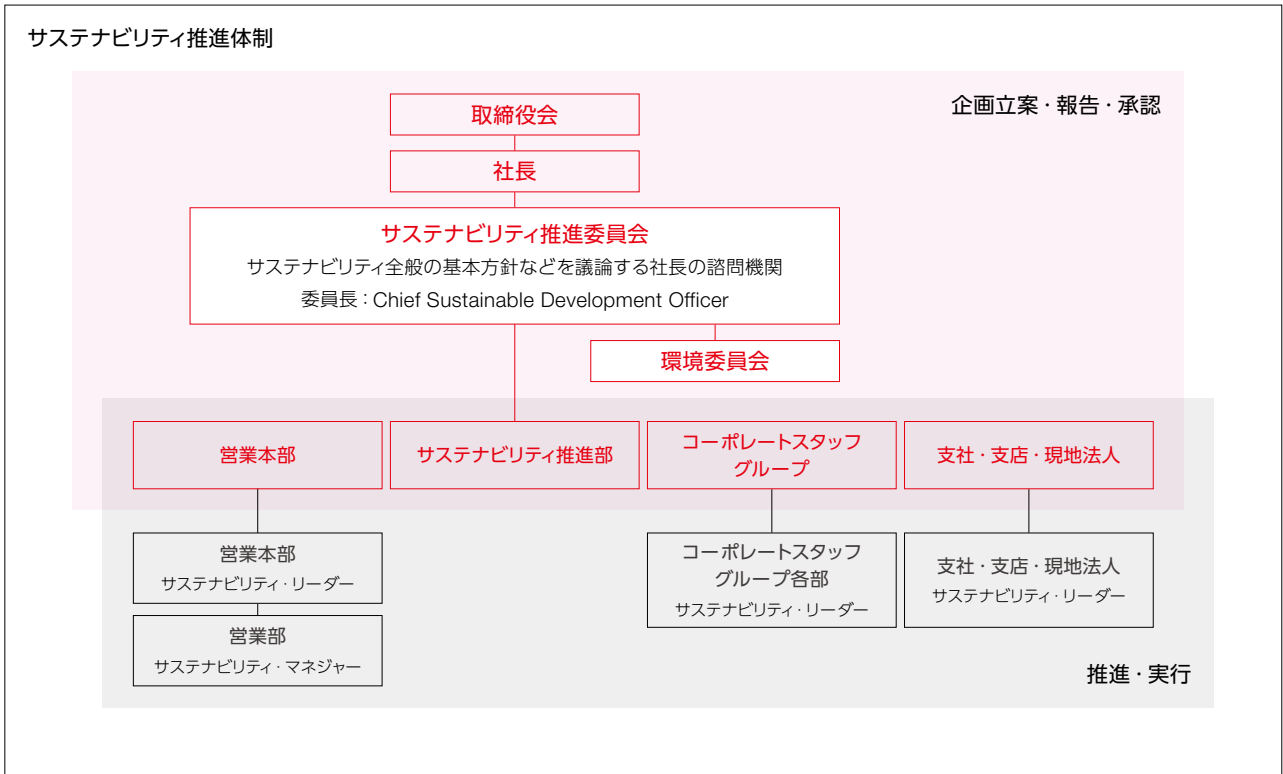 サステナビリティ推進体制
企画立案・報告・承認
取締役会
社長
サステナビリティ推進委員会
サステナビリティ全般の基本方針などを議論する社長の諮問機関
委員長：Chief Sustainable Development Officer
環境委員会
営業本部
サステナビリティ推進部
コーポレートスタッフ
グループ
支社・支店・現地法人
営業本部
サステナビリティ・リーダー
営業部
サステナビリティ・マネジャー
コーポレートスタッフ
グループ各部
サステナビリティ・リーダー
支社・支店・現地法人
サステナビリティ・リーダー
推進・実行